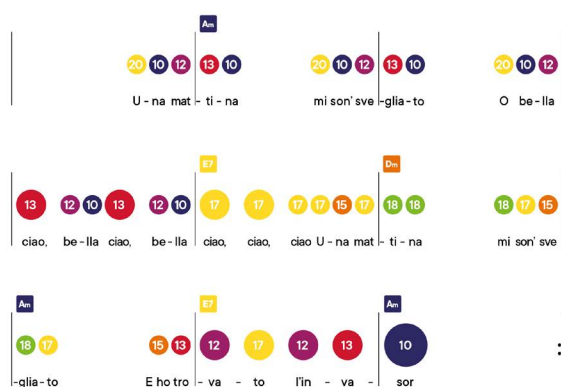 Am
20 10 12 13 10 20 10 12 13 10 20 10 12
U - na mat - ti - na mi son' sve -glia - to O be - lla
E7 Dm
13 12 10 13 12 10 17 17 17 17 15 17 18 18 18 17 15
ciao, be - lla ciao, be - lla ciao, ciao, ciao U - na mat - ti - na mi son' sve
Am E7 Am
18 17 15 13 12 17 12 13 10 :
-glia - to E ho tro - va - to l'in - va - sor